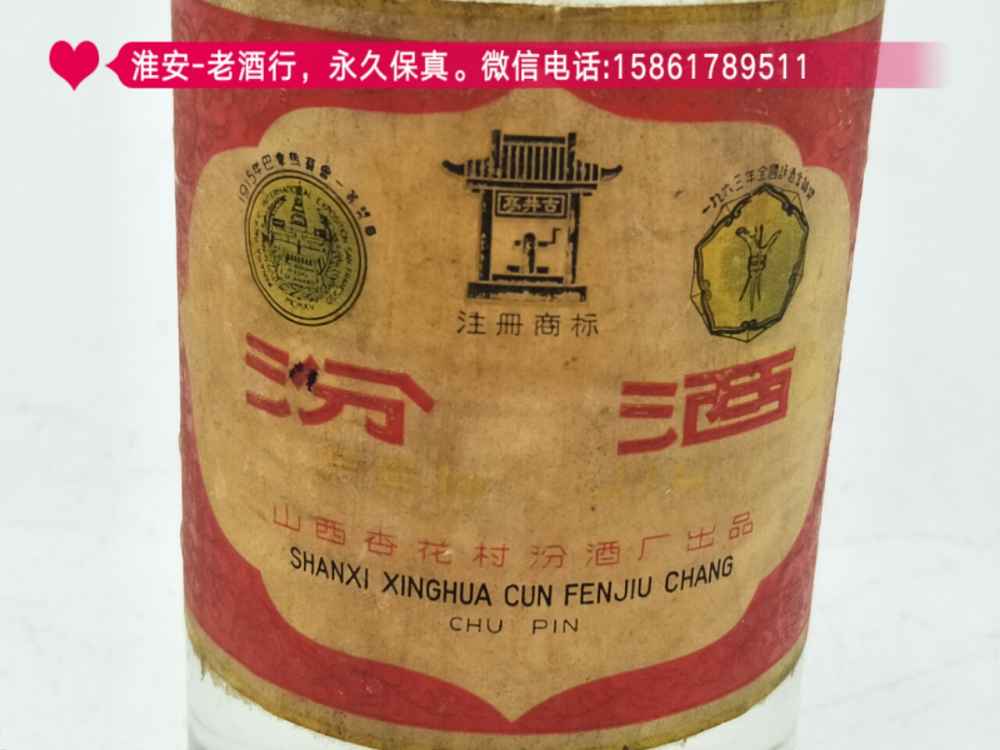 淮安-老酒行，永久保真。微信电话:15861789511
古井亭
注册商标
汾酒
山西杏花村汾酒厂出品
SHANXI XINGHUA CUN FENJIU CHANG
CHU PIN